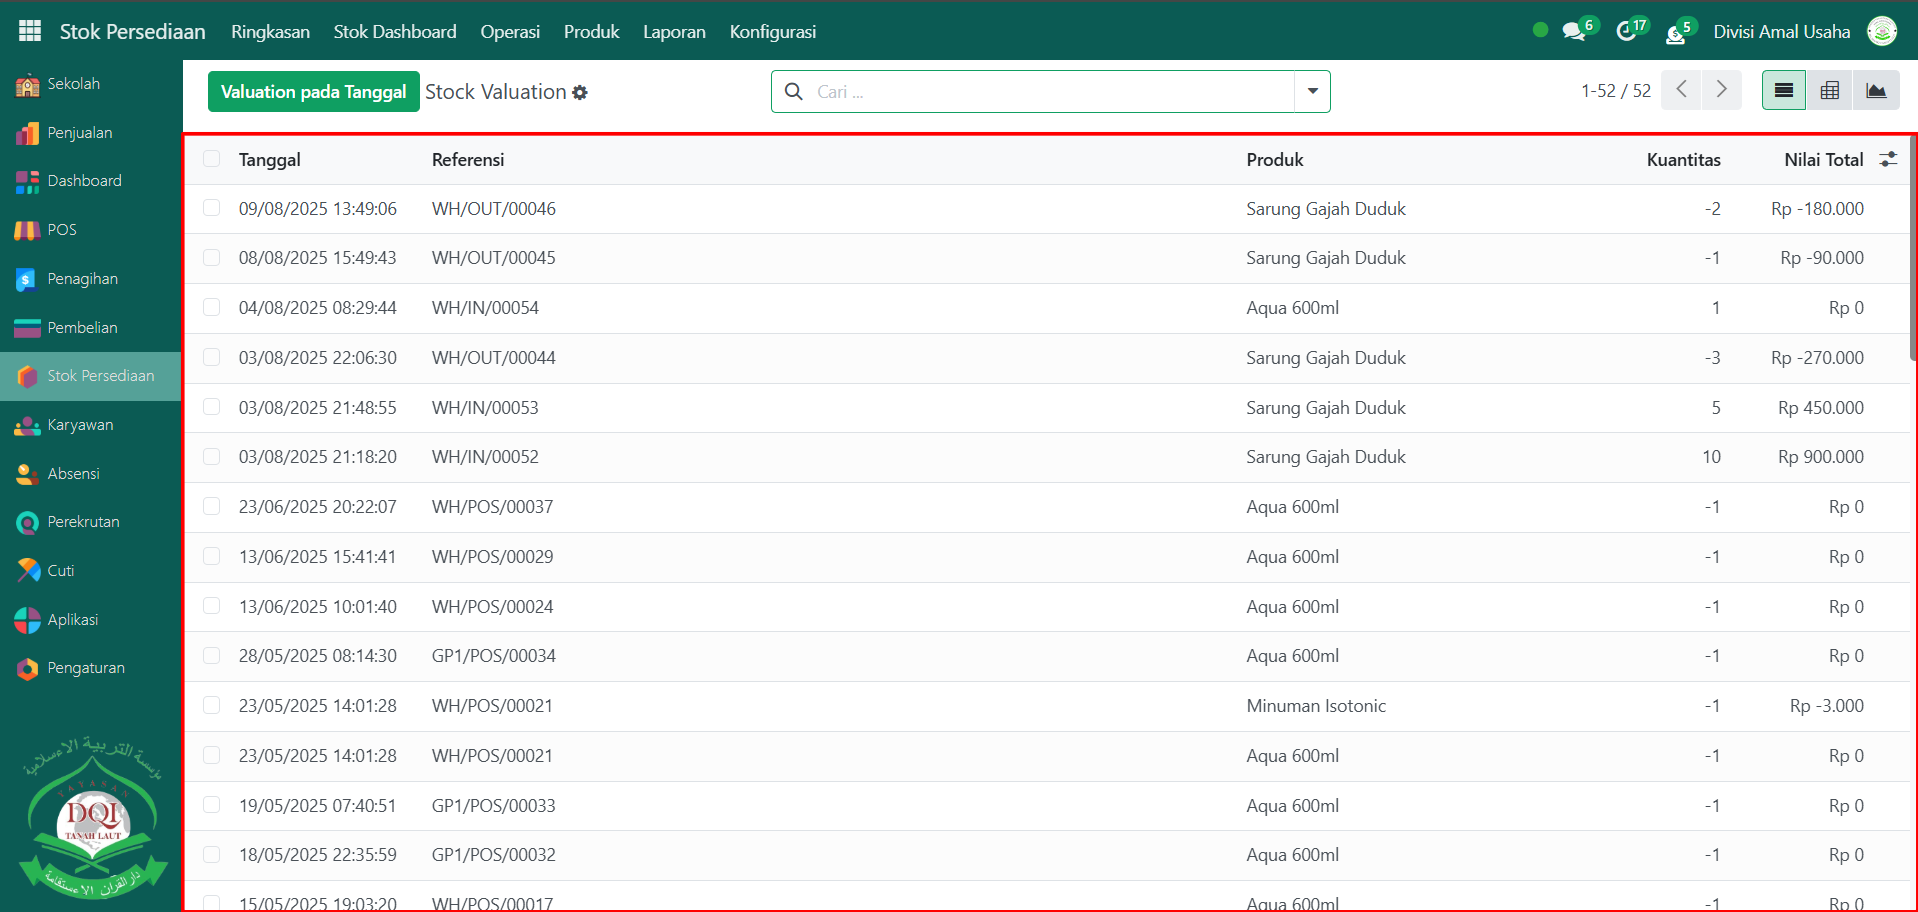 Stok Persediaan Ringkasan Stok Dashboard Operasi Produk Laporan Konfigurasi 6 17 5 Divisi Amal Usaha
Sekolah
Penjualan
Dashboard
POS
Penagihan
Pembelian
Stok Persediaan
Karyawan
Absensi
Perekrutan
Cuti
Aplikasi
Pengaturan
مؤسسة التربية الإسلامية
YAYASAN
DQI
TANAH LAUT
دار القرآن الاستقامة
Valuation pada Tanggal Stock Valuation Cari ... 1-52 / 52
Tanggal Referensi Produk Kuantitas Nilai Total
09/08/2025 13:49:06 WH/OUT/00046 Sarung Gajah Duduk -2 Rp -180.000
08/08/2025 15:49:43 WH/OUT/00045 Sarung Gajah Duduk -1 Rp -90.000
04/08/2025 08:29:44 WH/IN/00054 Aqua 600ml 1 Rp 0
03/08/2025 22:06:30 WH/OUT/00044 Sarung Gajah Duduk -3 Rp -270.000
03/08/2025 21:48:55 WH/IN/00053 Sarung Gajah Duduk 5 Rp 450.000
03/08/2025 21:18:20 WH/IN/00052 Sarung Gajah Duduk 10 Rp 900.000
23/06/2025 20:22:07 WH/POS/00037 Aqua 600ml -1 Rp 0
13/06/2025 15:41:41 WH/POS/00029 Aqua 600ml -1 Rp 0
13/06/2025 10:01:40 WH/POS/00024 Aqua 600ml -1 Rp 0
28/05/2025 08:14:30 GP1/POS/00034 Aqua 600ml -1 Rp 0
23/05/2025 14:01:28 WH/POS/00021 Minuman Isotonic -1 Rp -3.000
23/05/2025 14:01:28 WH/POS/00021 Aqua 600ml -1 Rp 0
19/05/2025 07:40:51 GP1/POS/00033 Aqua 600ml -1 Rp 0
18/05/2025 22:35:59 GP1/POS/00032 Aqua 600ml -1 Rp 0
15/05/2025 19:03:20 WH/POS/00017 Aqua 600ml -1 Rp 0